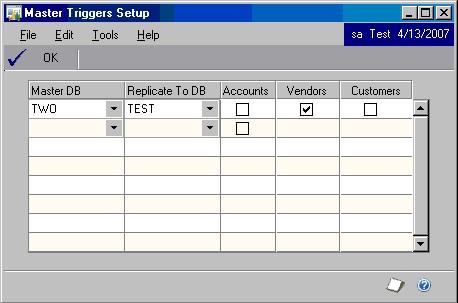 Master Triggers Setup
File Edit Tools Help sa Test 4/13/2007
OK
Master DB Replicate To DB Accounts Vendors Customers
TWO TEST